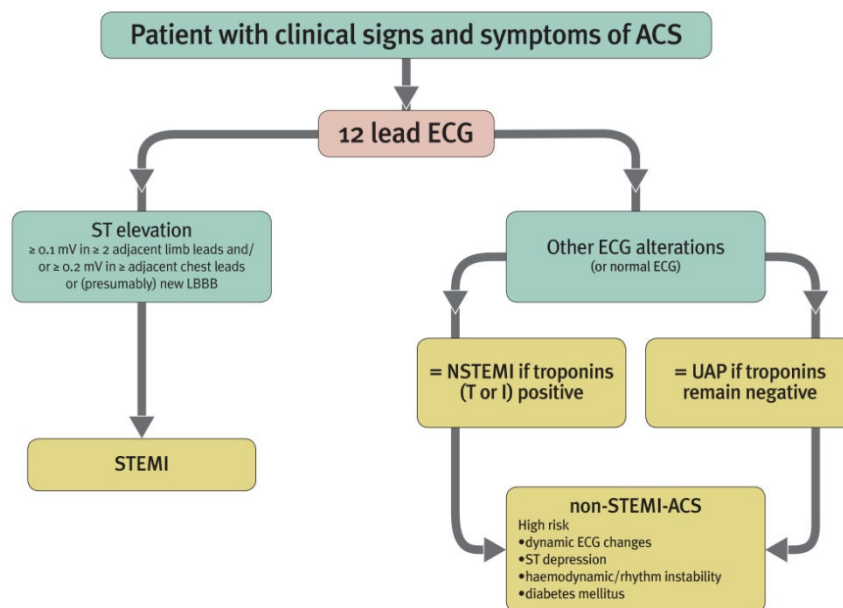 Patient with clinical signs and symptoms of ACS
12 lead ECG
ST elevation
≥ 0.1 mV in ≥ 2 adjacent limb leads and/
or ≥ 0.2 mV in ≥ adjacent chest leads
or (presumably) new LBBB
Other ECG alterations
(or normal ECG)
= NSTEMI if troponins
(T or I) positive
= UAP if troponins
remain negative
STEMI
non-STEMI-ACS
High risk
•dynamic ECG changes
•ST depression
•haemodynamic/rhythm instability
•diabetes mellitus